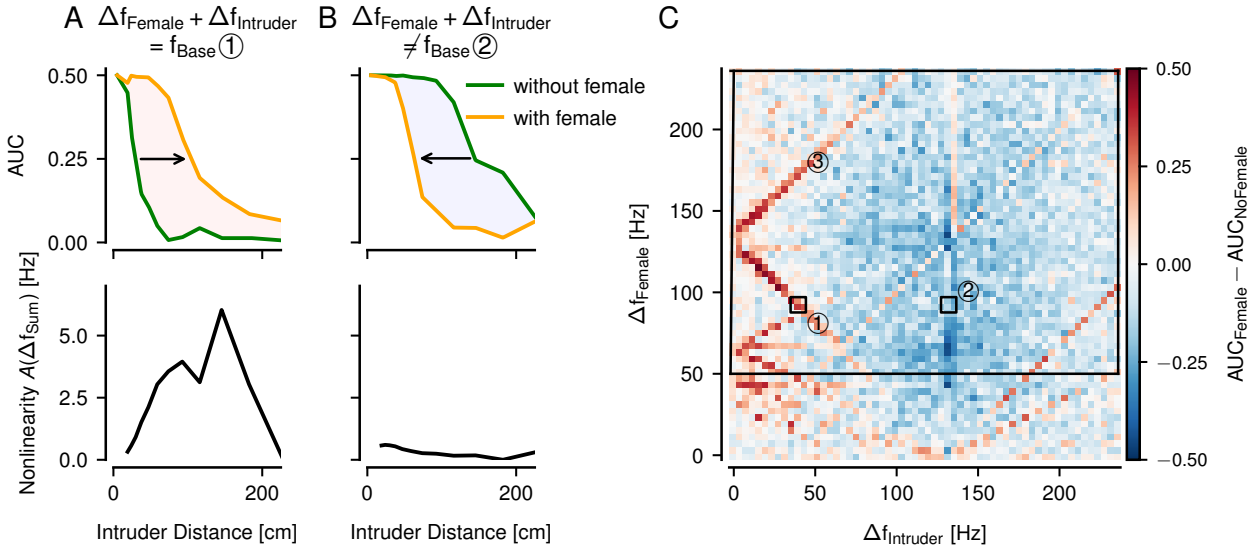 A
Δf_Female + Δf_Intruder
= f_Base ①
B
Δf_Female + Δf_Intruder
≠ f_Base ②
C
AUC
0.50
0.25
0.00
without female
with female
Nonlinearity A(Δf_Sum) [Hz]
5.0
2.5
0.0
0
200
Intruder Distance [cm]
0
200
Intruder Distance [cm]
Δf_Female [Hz]
200
150
100
50
0
③
②
①
0
50
100
150
200
Δf_Intruder [Hz]
0.50
0.25
0.00
−0.25
−0.50
AUC_Female − AUC_NoFemale